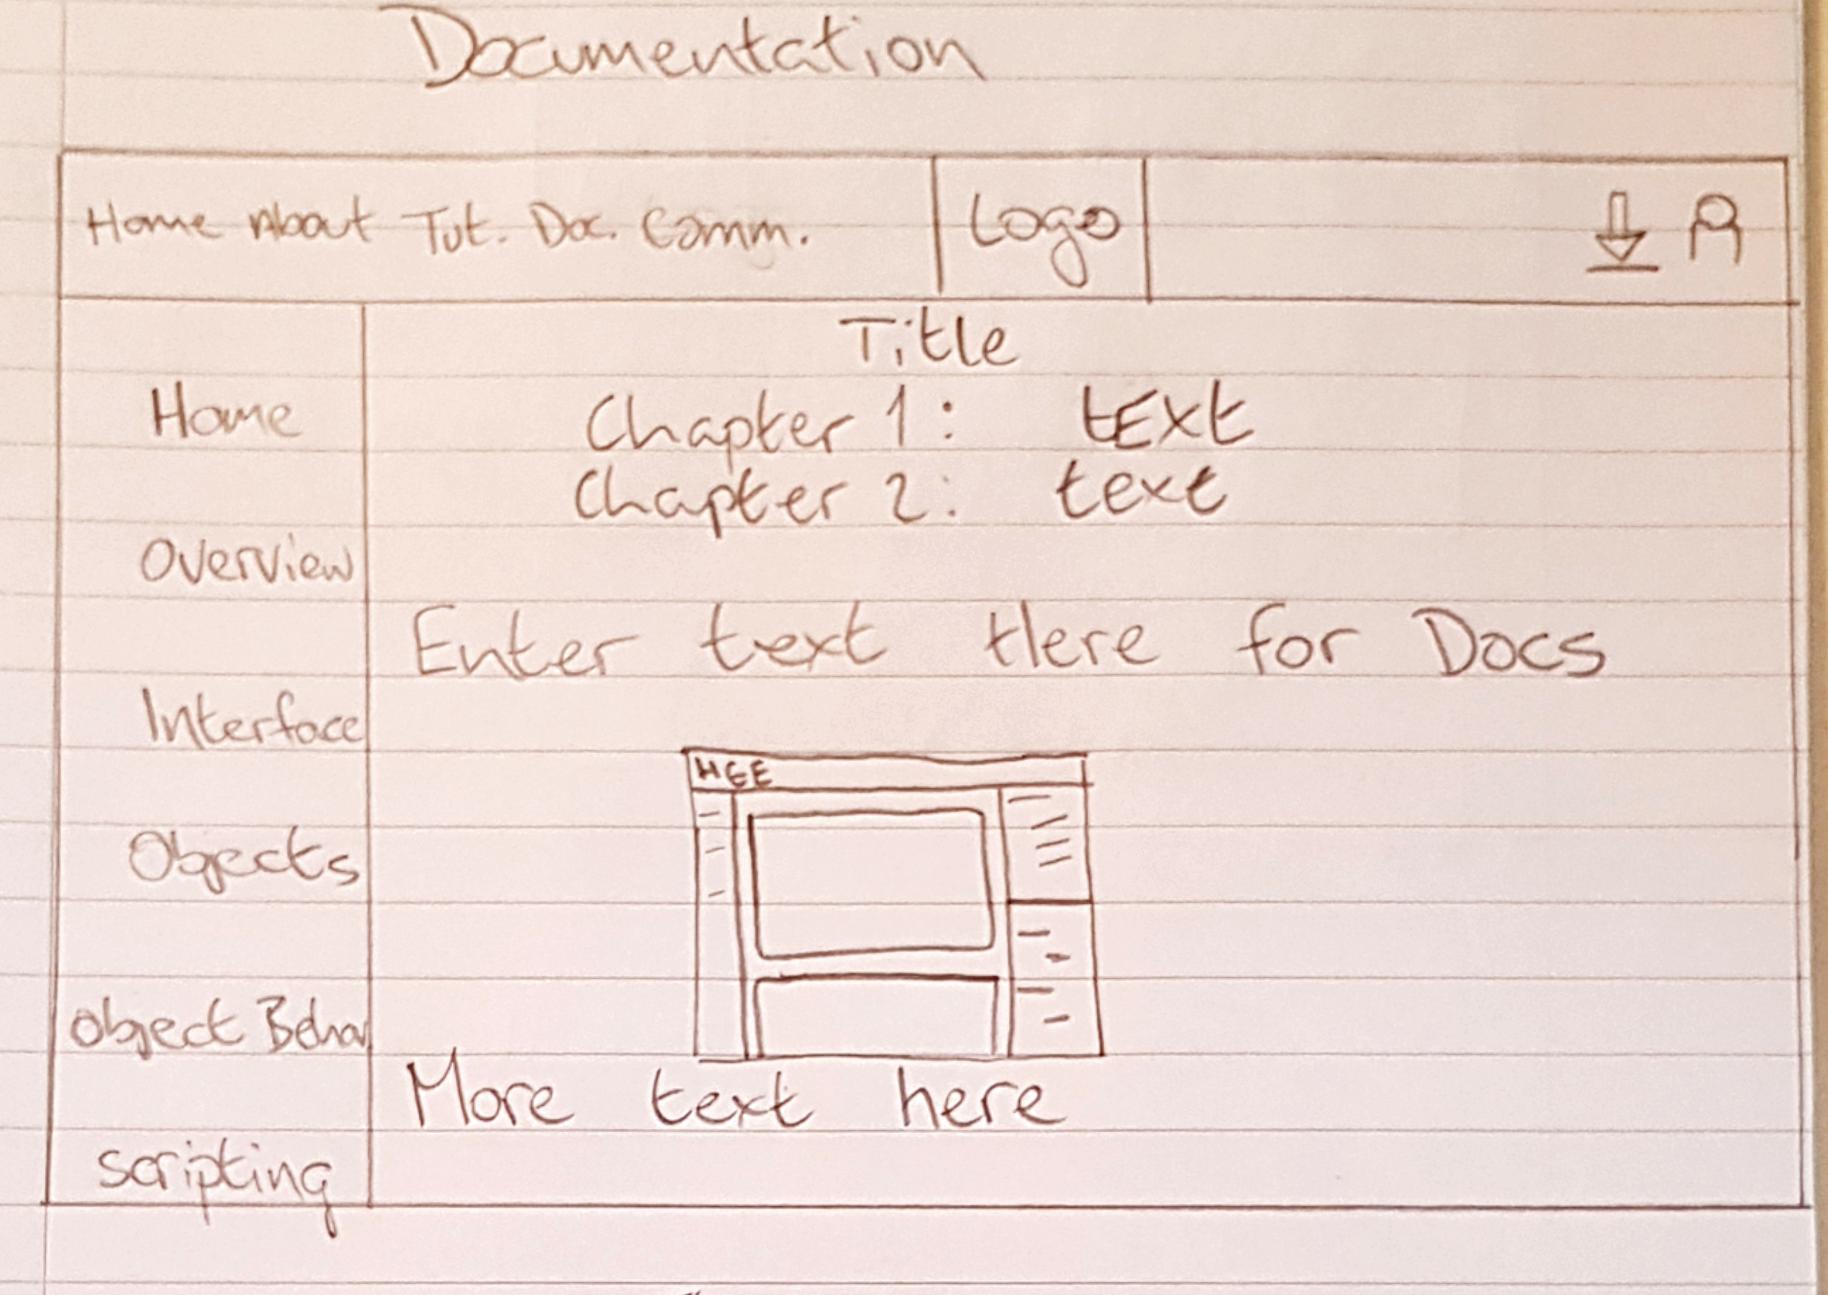 Documentation
Home About Tut. Doc. Comm. Logo
Title
Chapter 1: tExt
Chapter 2: text
Enter text Here for Docs
HGE
More text here
Home
Overview
Interface
Objects
Object Behav
scripting